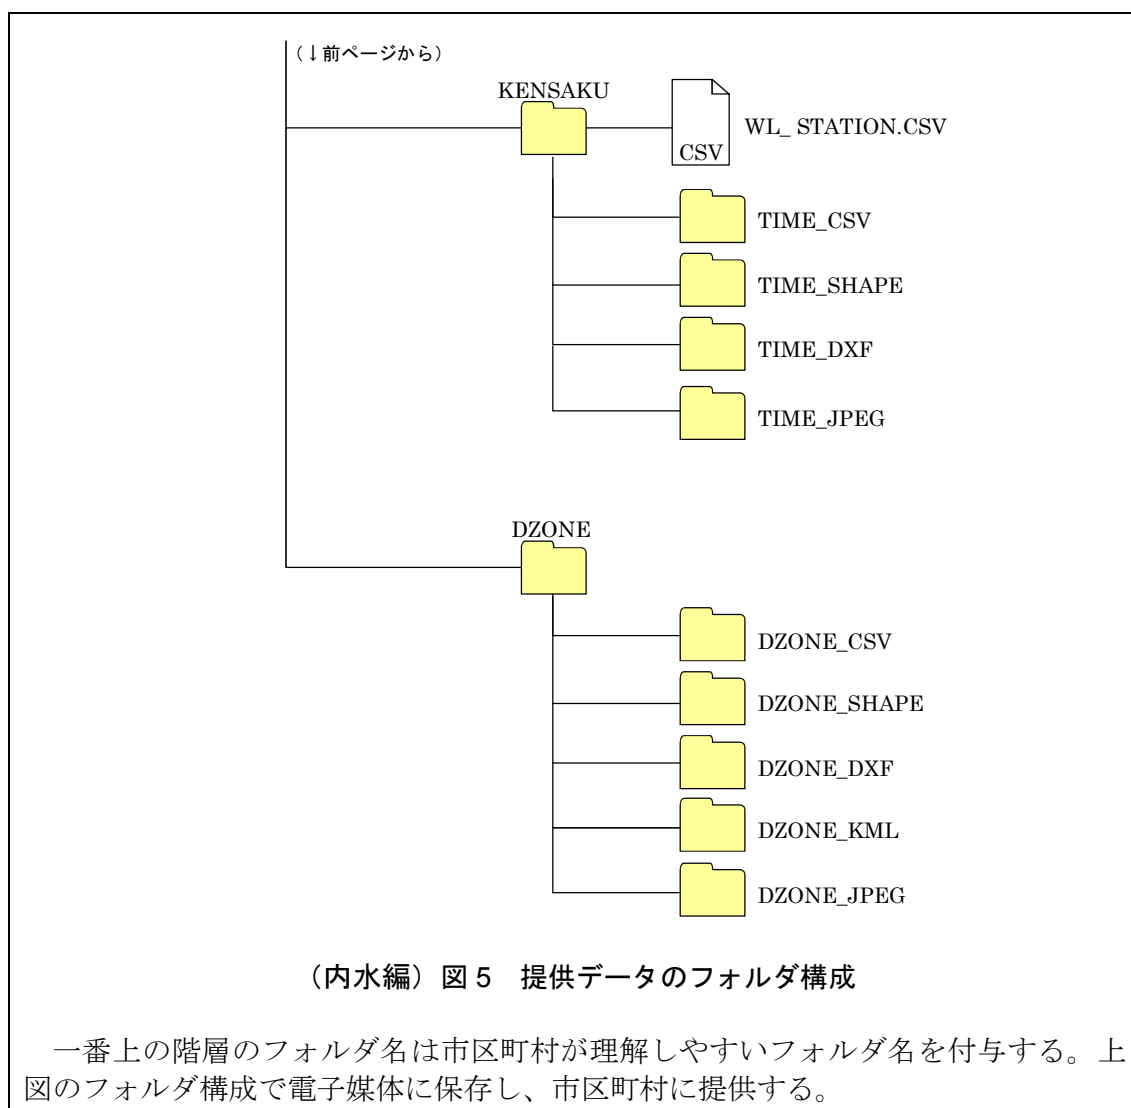 （↓前ページから）
KENSAKU
CSV
WL_ STATION.CSV
TIME_CSV
TIME_SHAPE
TIME_DXF
TIME_JPEG
DZONE
DZONE_CSV
DZONE_SHAPE
DZONE_DXF
DZONE_KML
DZONE_JPEG
（内水編）図 5　提供データのフォルダ構成
一番上の階層のフォルダ名は市区町村が理解しやすいフォルダ名を付与する。上
図のフォルダ構成で電子媒体に保存し、市区町村に提供する。